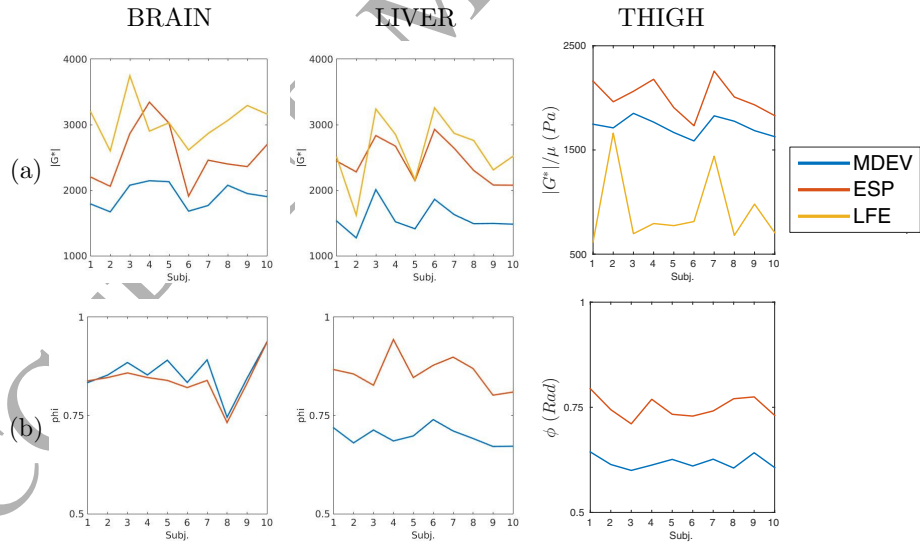 BRAIN LIVER THIGH
(a)
|G*|
4000
3000
2000
1000
1 2 3 4 5 6 7 8 9 10
Subj.
|G*|
4000
3000
2000
1000
1 2 3 4 5 6 7 8 9 10
Subj.
|G*|/μ (Pa)
2500
1500
500
1 2 3 4 5 6 7 8 9 10
Subj.
MDEV
ESP
LFE
(b)
phi
1
0.75
0.5
1 2 3 4 5 6 7 8 9 10
Subj.
phi
1
0.75
0.5
1 2 3 4 5 6 7 8 9 10
Subj.
ϕ (Rad)
1
0.75
0.5
1 2 3 4 5 6 7 8 9 10
Subj.